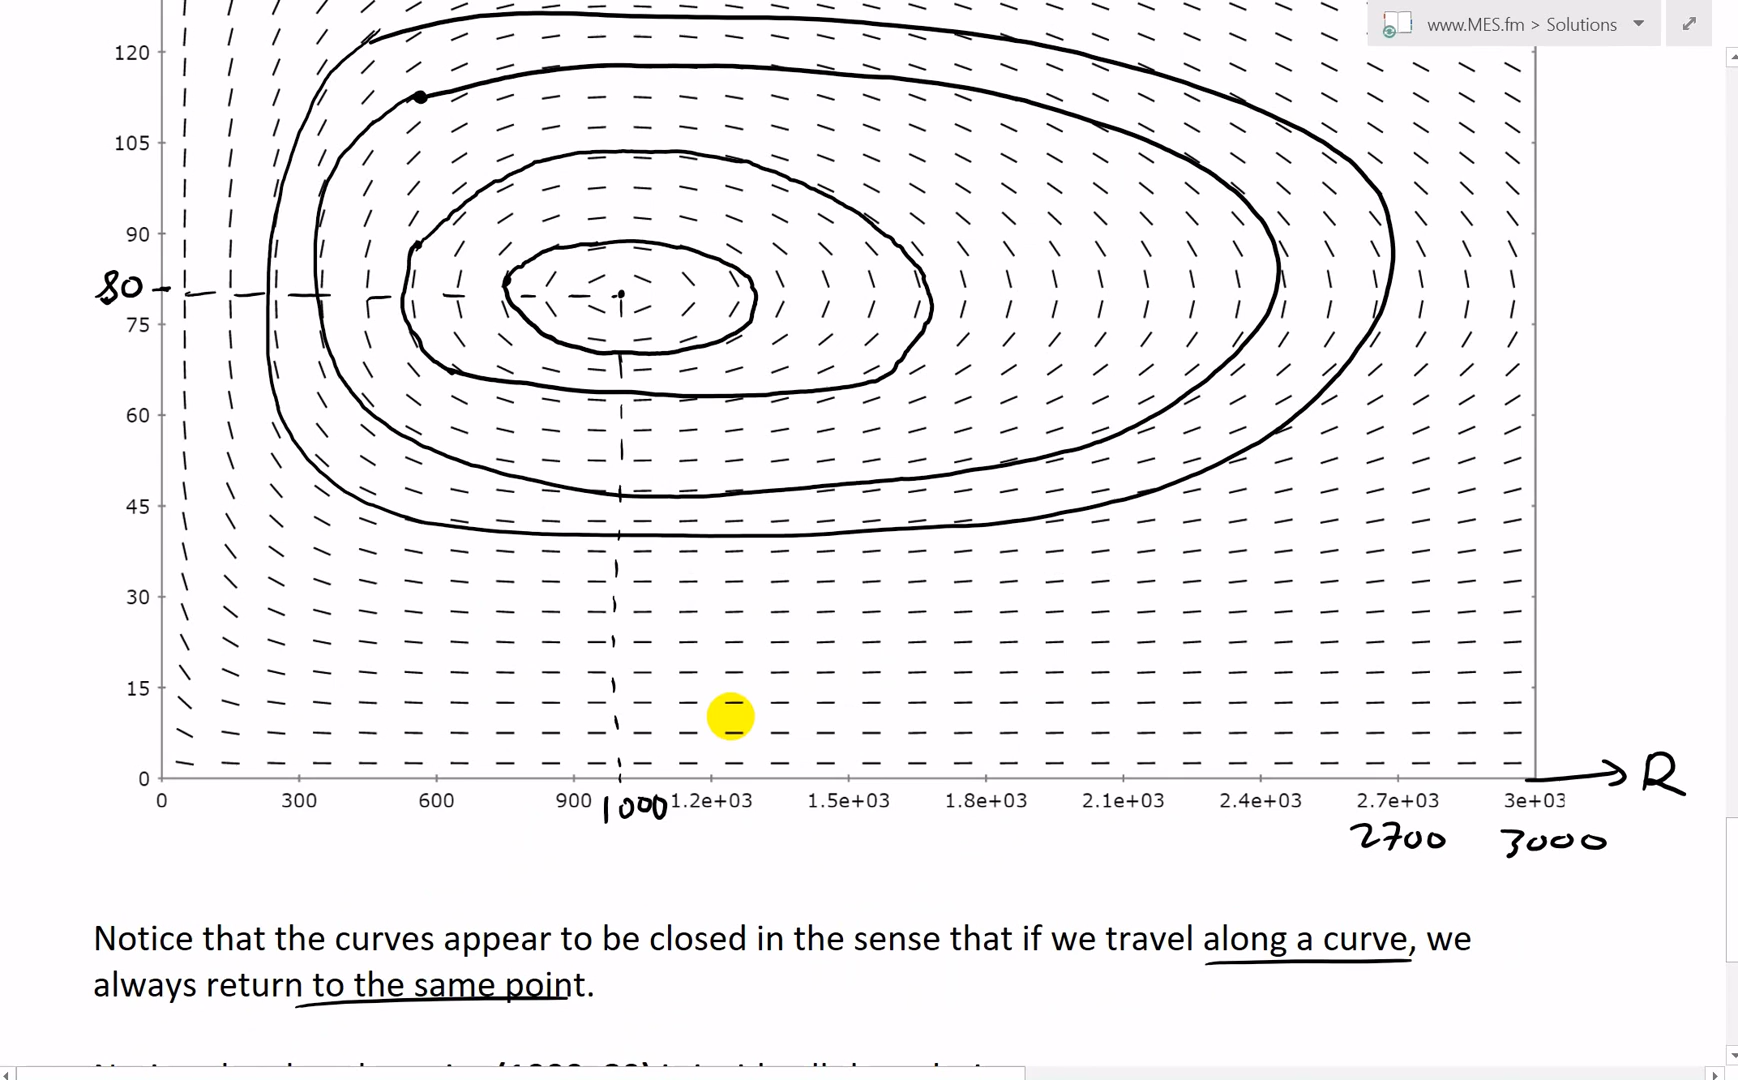 www.MES.fm > Solutions
120
105
90
80
75
60
45
30
15
0
R
0 300 600 900 1.2e+03 1.5e+03 1.8e+03 2.1e+03 2.4e+03 2.7e+03 3e+03
1000
2700 3000
Notice that the curves appear to be closed in the sense that if we travel along a curve, we
always return to the same point.